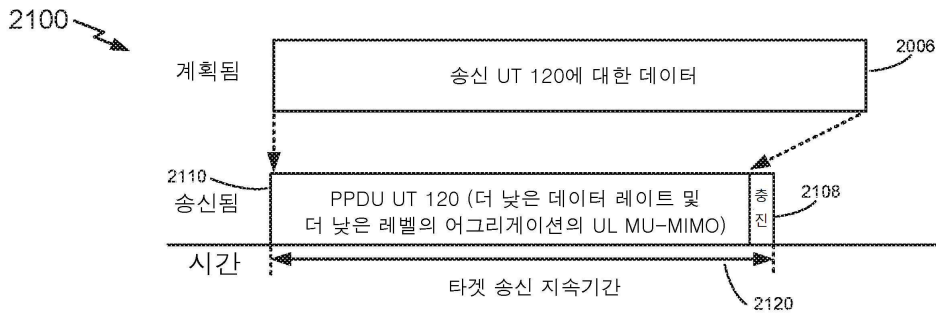 2100
계획됨
송신 UT 120에 대한 데이터
2006
2110
송신됨
PPDU UT 120 (더 낮은 데이터 레이트 및
더 낮은 레벨의 어그리게이션의 UL MU-MIMO)
충
진
2108
시간
타겟 송신 지속기간
2120